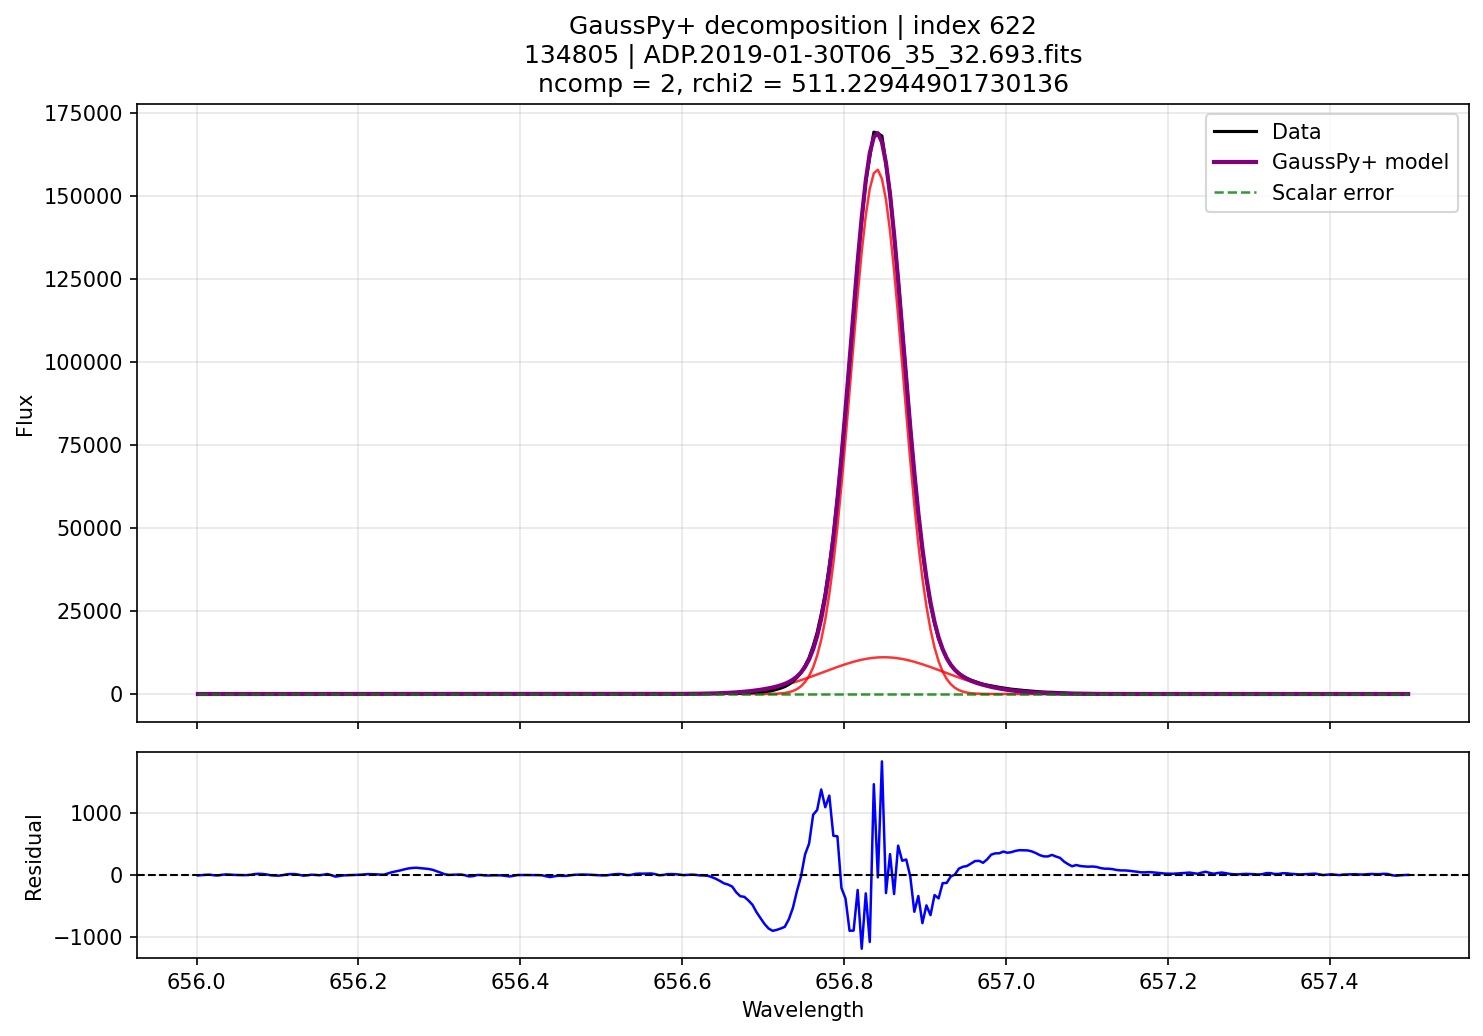 GaussPy+ decomposition | index 622
134805 | ADP.2019-01-30T06_35_32.693.fits
ncomp = 2, rchi2 = 511.22944901730136
Data
GaussPy+ model
Scalar error
175000
150000
125000
100000
75000
50000
25000
0
Flux
1000
0
−1000
Residual
656.0
656.2
656.4
656.6
656.8
657.0
657.2
657.4
Wavelength